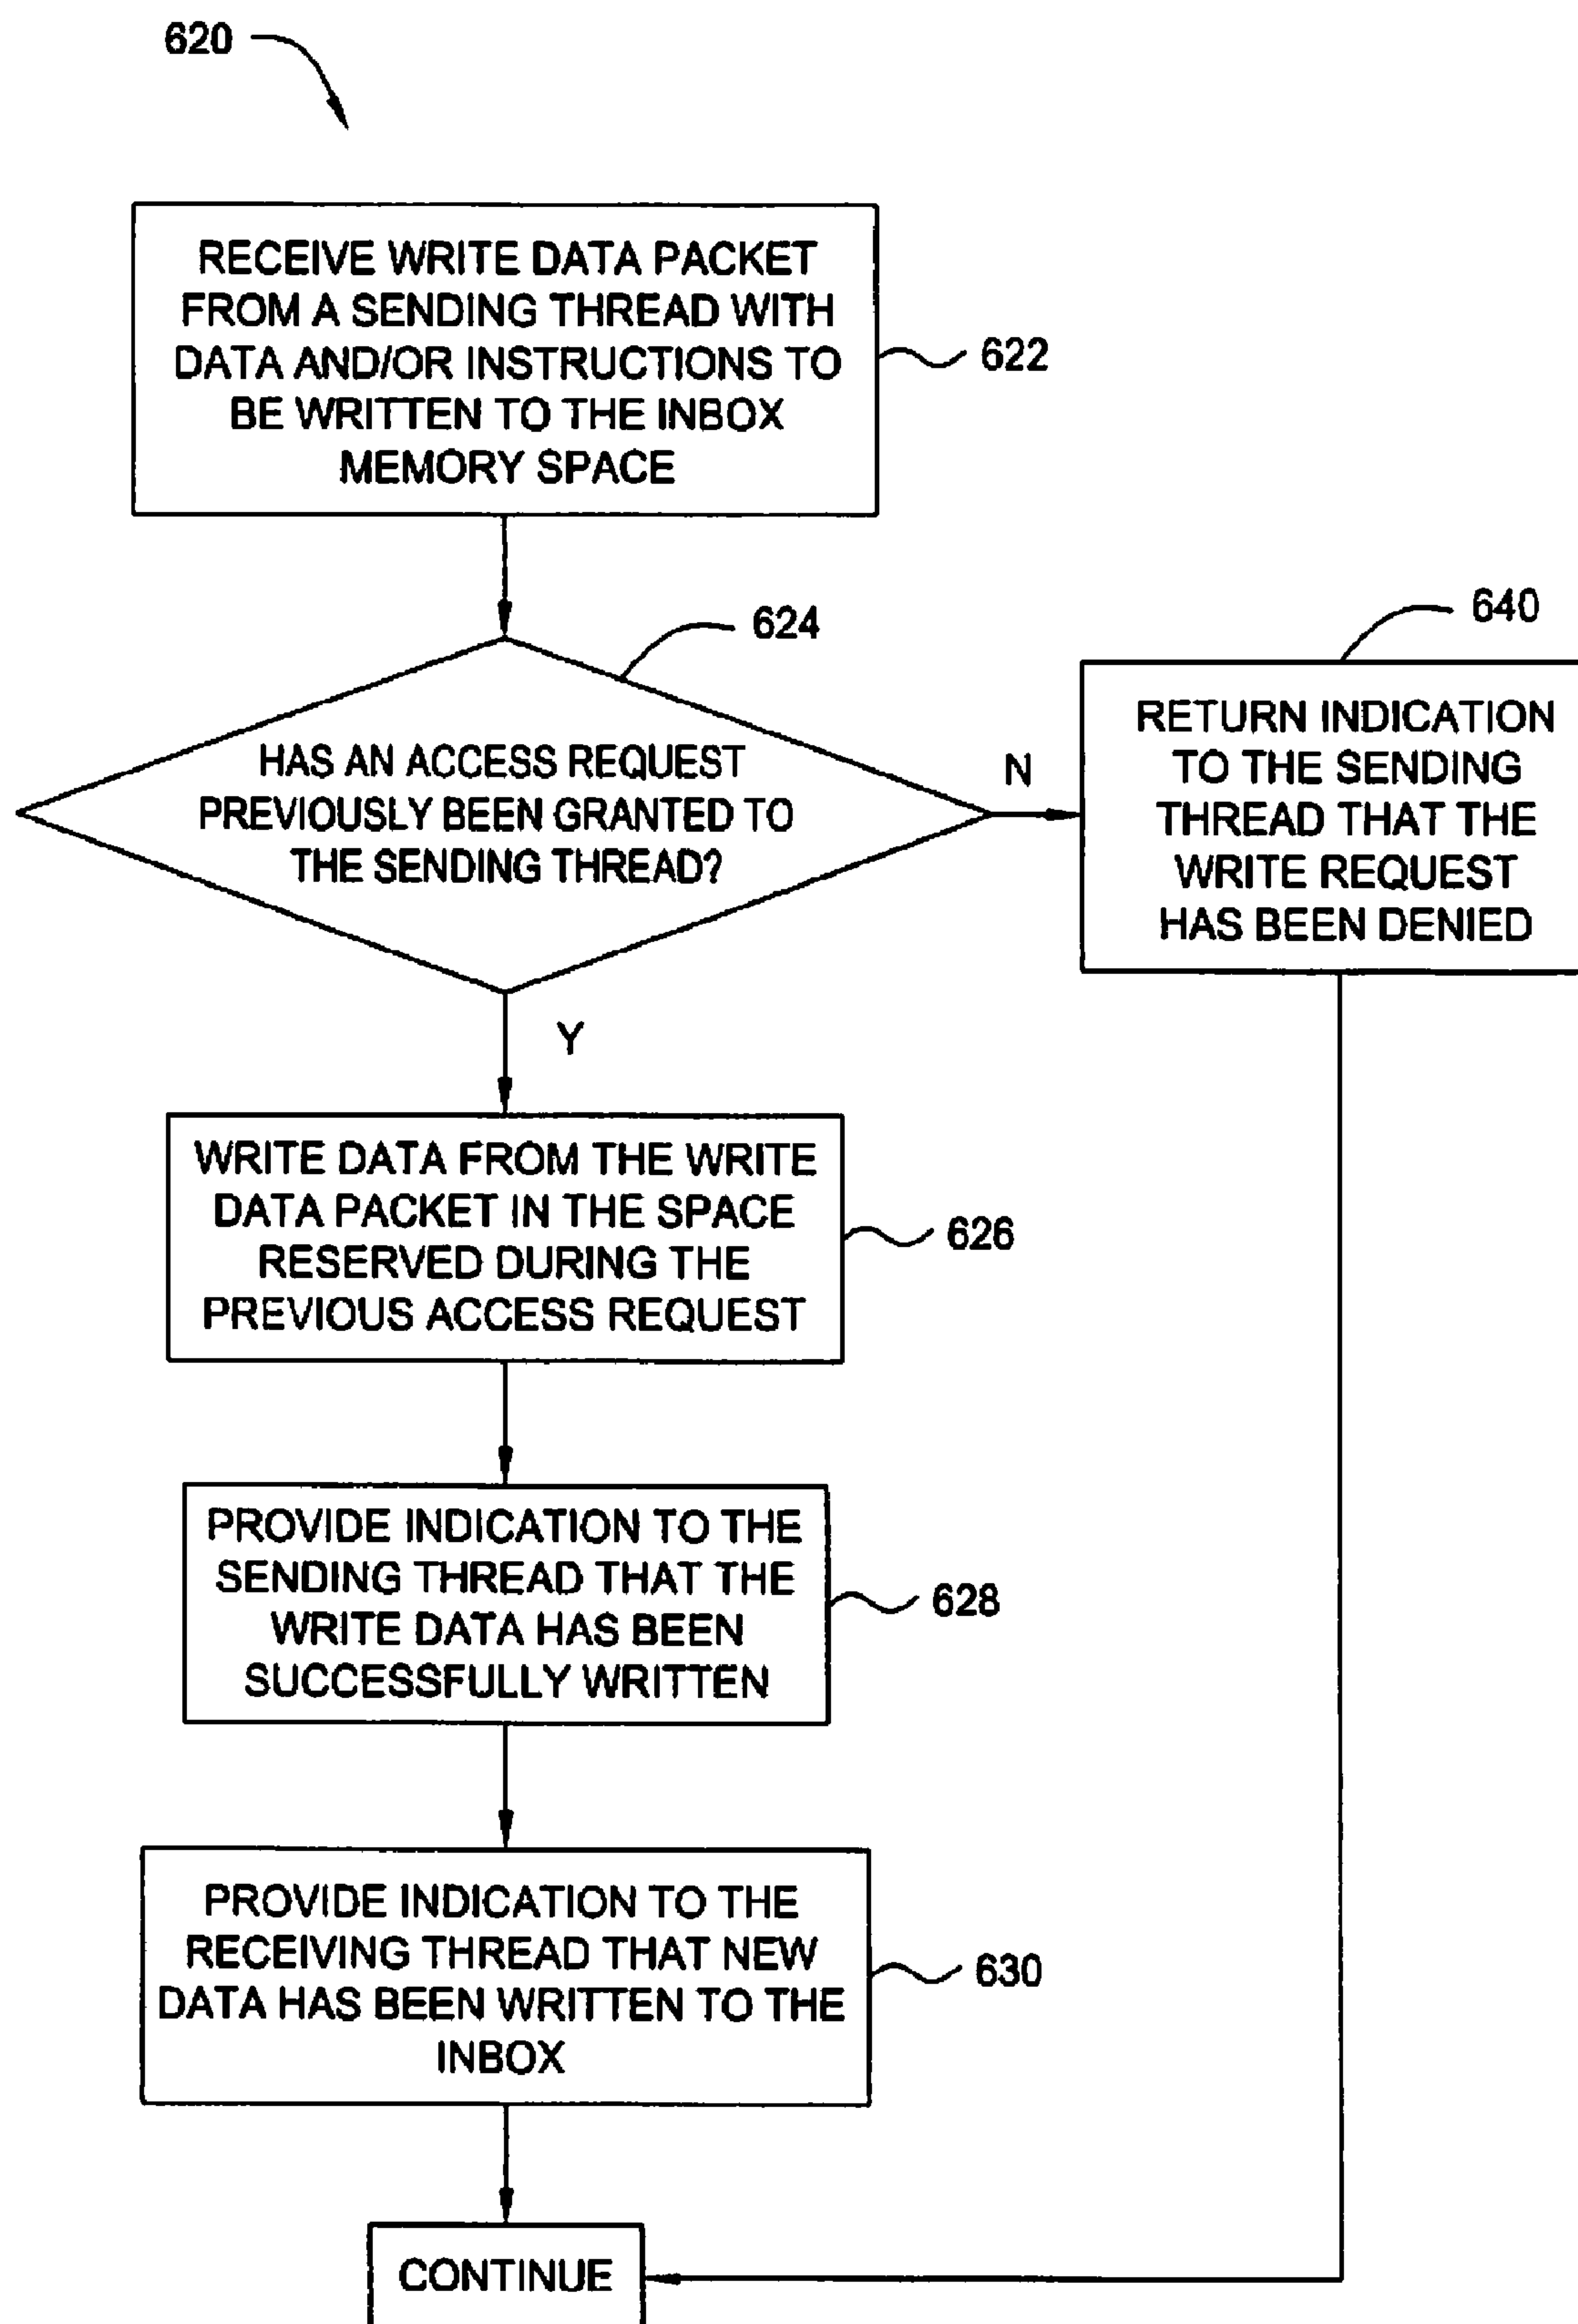 620
RECEIVE WRITE DATA PACKET
FROM A SENDING THREAD WITH
DATA AND/OR INSTRUCTIONS TO
BE WRITTEN TO THE INBOX
MEMORY SPACE
622
624
HAS AN ACCESS REQUEST
PREVIOUSLY BEEN GRANTED TO
THE SENDING THREAD?
N
640
RETURN INDICATION
TO THE SENDING
THREAD THAT THE
WRITE REQUEST
HAS BEEN DENIED
Y
WRITE DATA FROM THE WRITE
DATA PACKET IN THE SPACE
RESERVED DURING THE
PREVIOUS ACCESS REQUEST
626
PROVIDE INDICATION TO THE
SENDING THREAD THAT THE
WRITE DATA HAS BEEN
SUCCESSFULLY WRITTEN
628
PROVIDE INDICATION TO THE
RECEIVING THREAD THAT NEW
DATA HAS BEEN WRITTEN TO THE
INBOX
630
CONTINUE